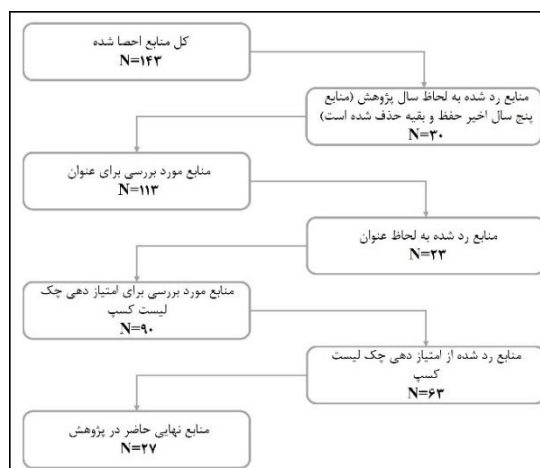 کل منابع احصا شده
N=۱۴۳
منابع رد شده به لحاظ سال پژوهش (منابع
پنج سال اخیر حفظ و بقیه حذف شده است)
N=۳۰
منابع مورد بررسی برای عنوان
N=۱۱۳
منابع رد شده به لحاظ عنوان
N=۲۳
منابع مورد بررسی برای امتیاز دهی چک
لیست کسپ
N=۹۰
منابع رد شده از امتیاز دهی چک لیست
کسپ
N=۶۳
منابع نهایی حاضر در پژوهش
N=۲۷